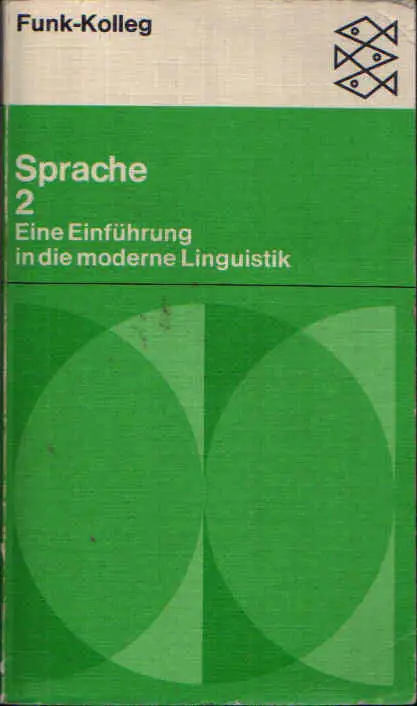 Funk-Kolleg
Sprache
2
Eine Einführung
in die moderne Linguistik